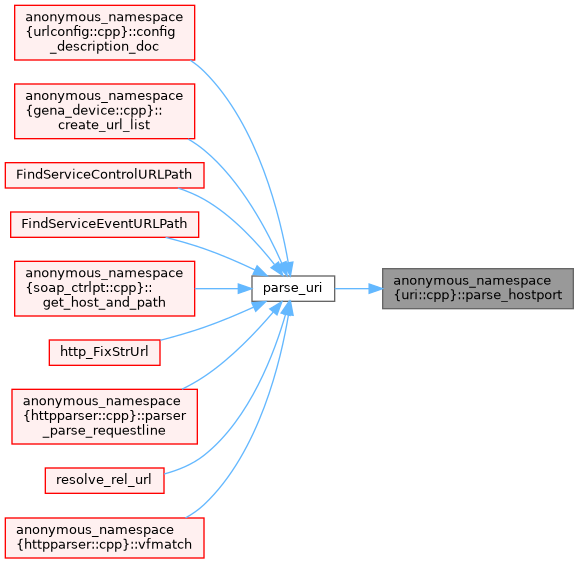 anonymous_namespace
{urlconfig::cpp}::config
_description_doc
anonymous_namespace
{gena_device::cpp}::
create_url_list
FindServiceControlURLPath
FindServiceEventURLPath
anonymous_namespace
{soap_ctrlpt::cpp}::
get_host_and_path
http_FixStrUrl
anonymous_namespace
{httpparser::cpp}::parser
_parse_requestline
resolve_rel_url
anonymous_namespace
{httpparser::cpp}::vfmatch
parse_uri
anonymous_namespace
{uri::cpp}::parse_hostport